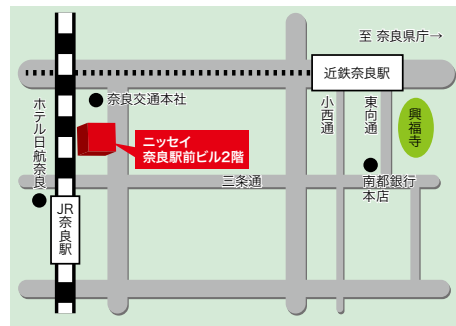 至 奈良県庁→
近鉄奈良駅
奈良交通本社
ホテル日航奈良
小西通
東向通
興福寺
ニッセイ
奈良駅前ビル2階
三条通
南都銀行
本店
JR
奈良駅